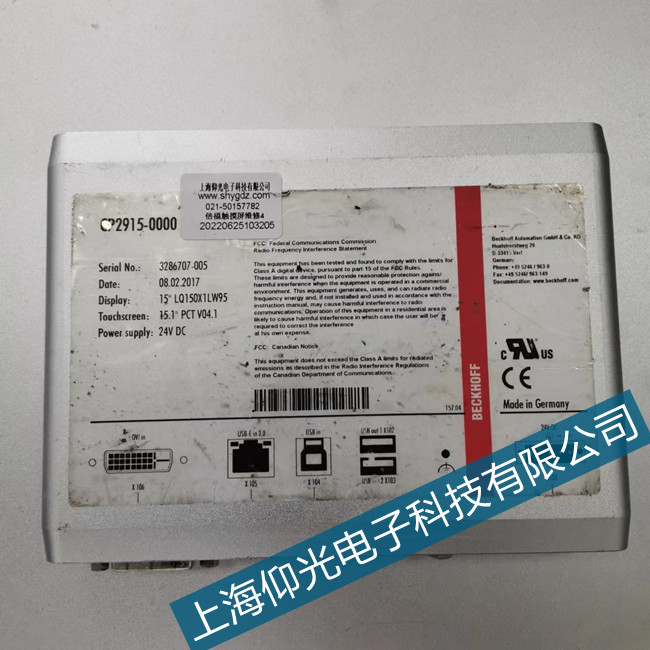 上海仰光电子科技有限公司
www.shygdz.com
021-50157782
倍福触摸屏维修4
20220625103205
CP2915-0000
Serial No.: 3286707-005
Date: 08.02.2017
Display: 15" LQ150X1LW95
Touchscreen: 15.1" PCT V04.1
Power supply: 24V DC
FCC: Federal Communications Commission
Radio Frequency Interference Statement
This equipment has been tested and found to comply with the limits for
Class A digital device, pursuant to part 15 of the FBC Rules.
These limits are designed to provide reasonable protection against
harmful interference when the equipment is operated in a commercial
environment. This equipment generates, uses, and can radiate radio
frequency energy and, if not installed and used in accordance with the
instruction manual, may cause harmful interference to radio
communications. Operation of this equipment in a residential area is
likely to cause harmful interference in which case the user will be
required to correct the interference
at his own expense.
FCC: Canadian Notice
This equipment does not exceed the Class A limits for radiated
emissions as described in the Radio Interference Regulations
of the Canadian Department of Communications.
157.04
BECKHOFF
Beckhoff Automation GmbH & Co. KG
Huelshorstweg 20
Verl
Germany
Phone: +49 5246 / 963-0
Fax: +49 5246/ 963 149
Documentation: www.beckhoff.com
c UR US
CE
Made in Germany
DVI in
X 106
USB-E in 2.0
X 105
USB in
X 104
USB out 1 X102
USB 2 X103
上海仰光电子科技有限公司